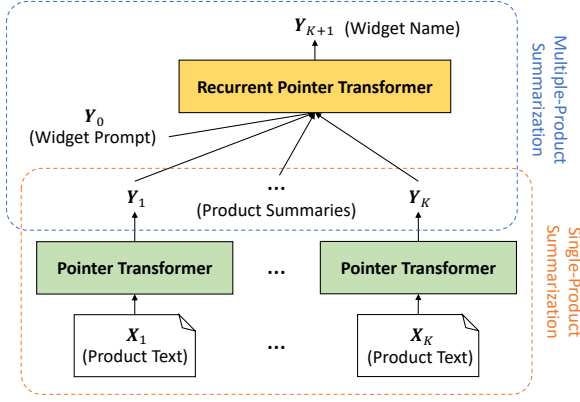 Y_{K+1} (Widget Name)
Recurrent Pointer Transformer
Y_0
(Widget Prompt)
Multiple-Product
Summarization
Y_1
...
Y_K
(Product Summaries)
Pointer Transformer
...
Pointer Transformer
Single-Product
Summarization
X_1
(Product Text)
...
X_K
(Product Text)